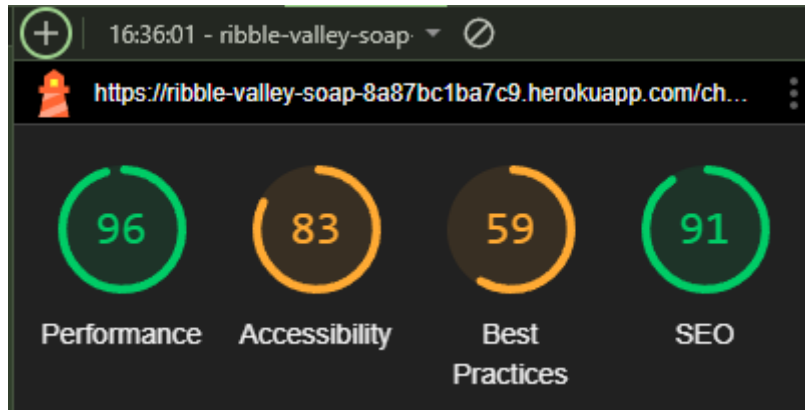 16:36:01 - ribble-valley-soap-
https://ribble-valley-soap-8a87bc1ba7c9.herokuapp.com/ch...
96 83 59 91
Performance Accessibility Best Practices SEO